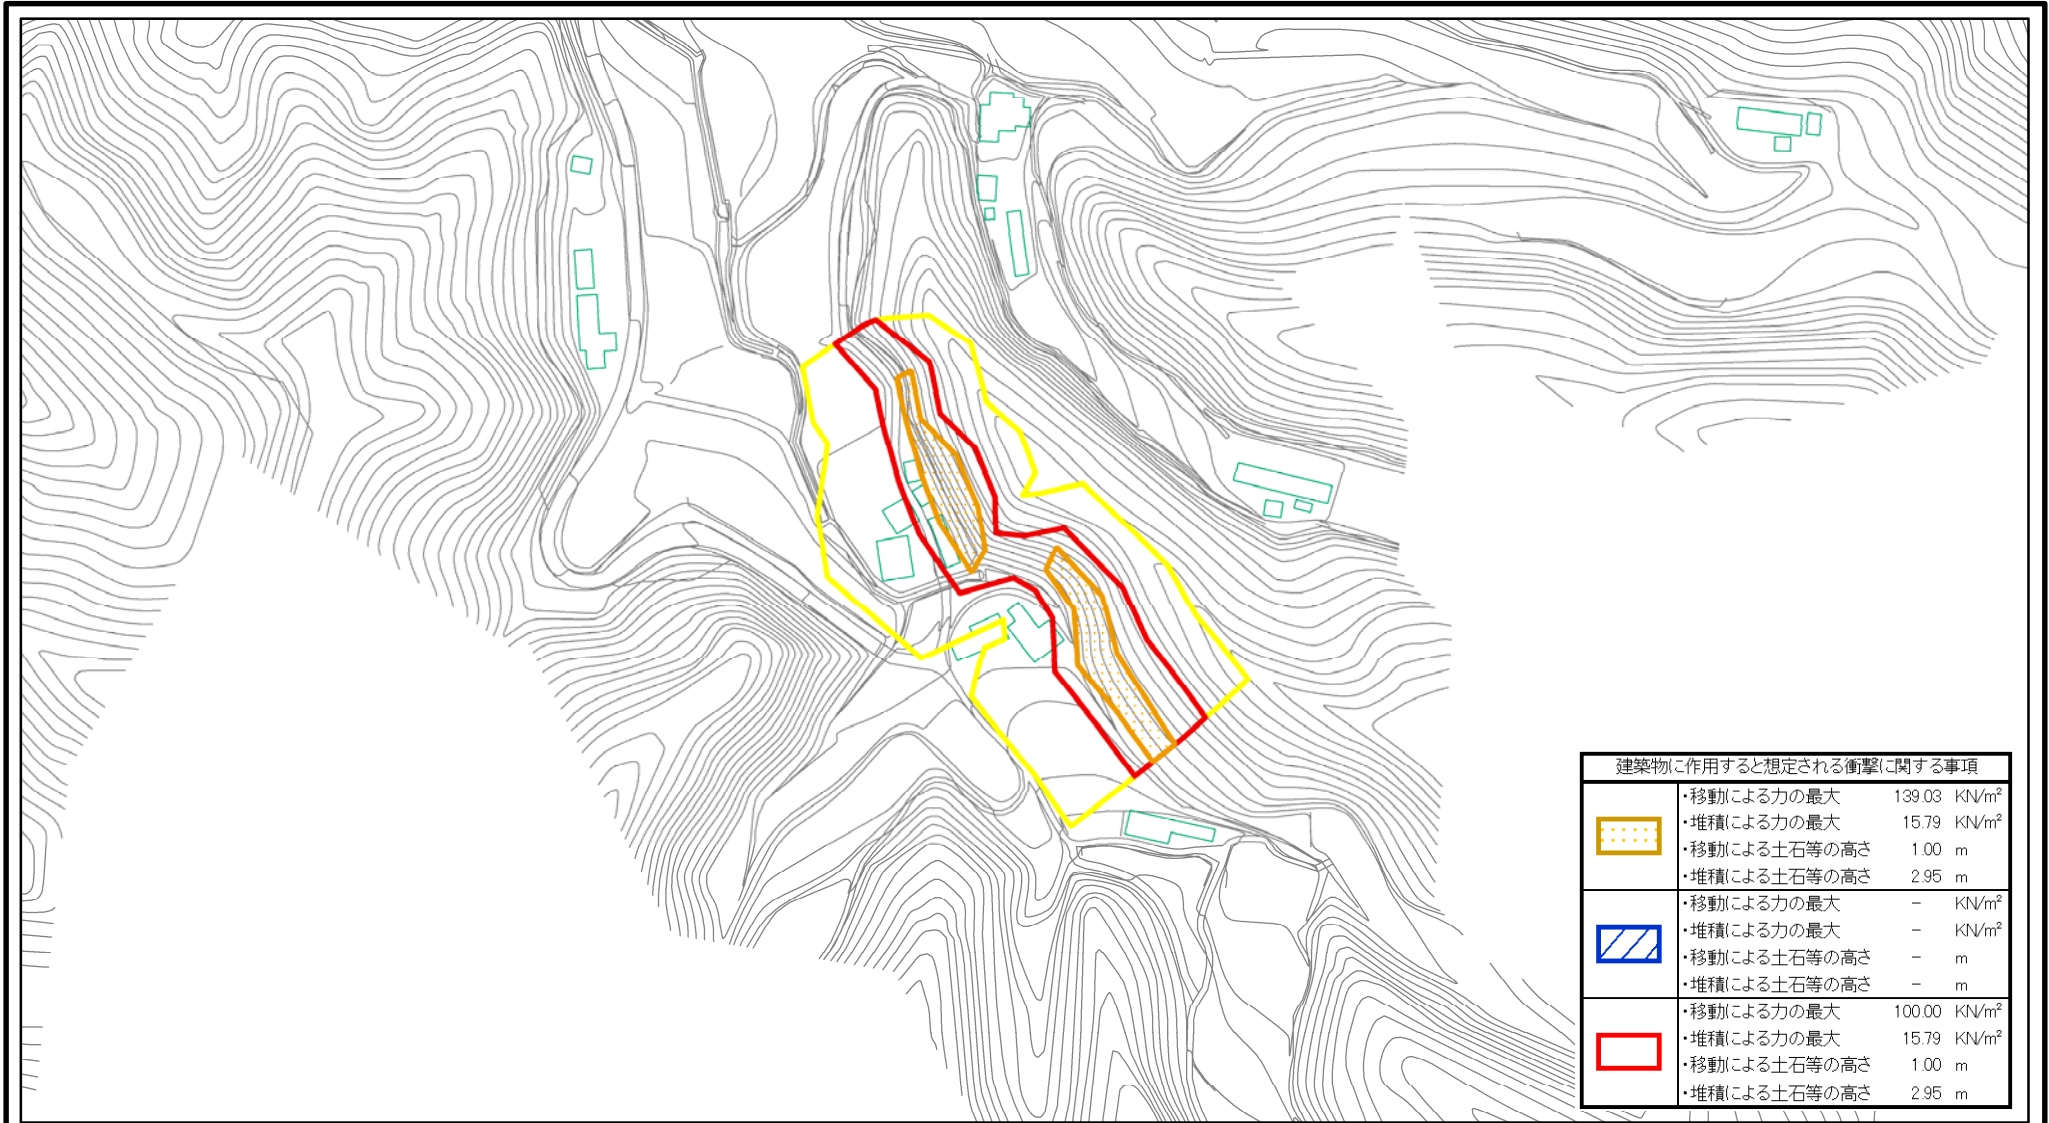 建築物に作用すると想定される衝撃に関する事項
・移動による力の最大 139.03 KN/m²
・堆積による力の最大 15.79 KN/m²
・移動による土石等の高さ 1.00 m
・堆積による土石等の高さ 2.95 m
・移動による力の最大 - KN/m²
・堆積による力の最大 - KN/m²
・移動による土石等の高さ - m
・堆積による土石等の高さ - m
・移動による力の最大 100.00 KN/m²
・堆積による力の最大 15.79 KN/m²
・移動による土石等の高さ 1.00 m
・堆積による土石等の高さ 2.95 m